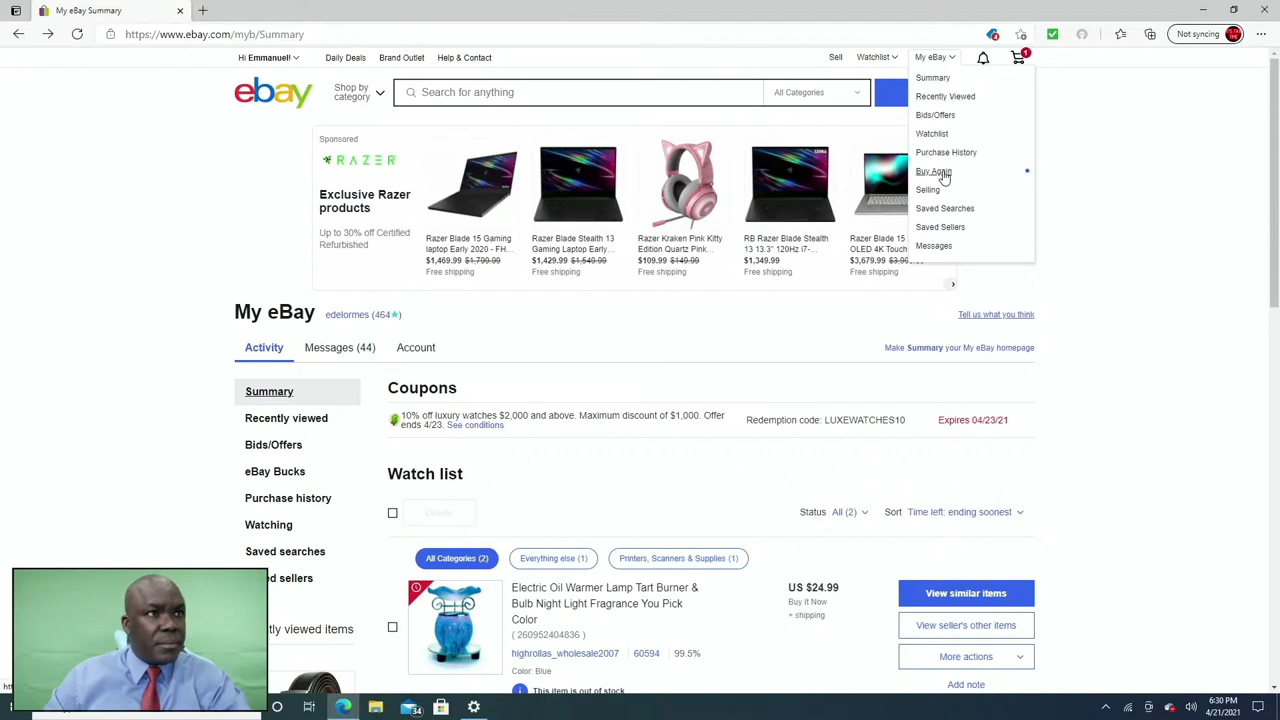 My eBay Summary
https://www.ebay.com/myb/Summary
Not syncing
Hi Emmanuel!
Daily Deals
Brand Outlet
Help & Contact
Sell
Watchlist
My eBay
1
ebay
Shop by
category
Search for anything
All Categories
Summary
Recently Viewed
Bids/Offers
Watchlist
Purchase History
Buy Again
Selling
Saved Searches
Saved Sellers
Messages
Sponsored
RAZER
Exclusive Razer
products
Up to 30% off Certified
Refurbished
Razer Blade 15 Gaming
laptop Early 2020 - FH...
$1,469.99 $1,799.99
Free shipping
Razer Blade Stealth 13
Gaming Laptop Early...
$1,429.99 $1,549.99
Free shipping
Razer Kraken Pink Kitty
Edition Quartz Pink...
$109.99 $149.99
Free shipping
RB Razer Blade Stealth
13 13.3" 120Hz i7-...
$1,349.99
Free shipping
Razer Blade 15
OLED 4K Touch
$3,679.99
Free shipping
My eBay
edelormes (464)
Tell us what you think
Activity
Messages (44)
Account
Make Summary your My eBay homepage
Summary
Recently viewed
Bids/Offers
eBay Bucks
Purchase history
Watching
Saved searches
sellers
viewed items
Coupons
10% off luxury watches $2,000 and above. Maximum discount of $1,000. Offer
ends 4/23. See conditions
Redemption code: LUXEWATCHES10
Expires 04/23/21
Watch list
Delete
Status All (2)
Sort Time left: ending soonest
All Categories (2)
Everything else (1)
Printers, Scanners & Supplies (1)
Electric Oil Warmer Lamp Tart Burner &
Bulb Night Light Fragrance You Pick
Color
( 260952404836 )
highrollas_wholesale2007
60594
99.5%
Color: Blue
This item is out of stock
US $24.99
Buy It Now
+ shipping
View similar items
View seller's other items
More actions
Add note
34
6:30 PM
4/21/2021